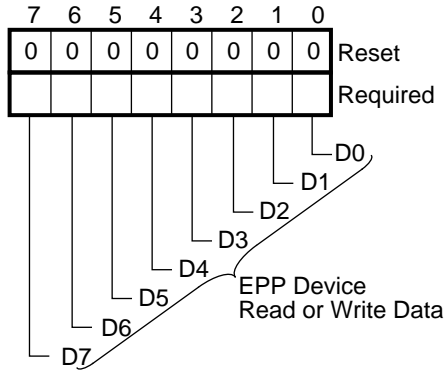 7 6 5 4 3 2 1 0
0 0 0 0 0 0 0 0 Reset
Required
D0
D1
D2
D3
D4
EPP Device
D5
Read or Write Data
D6
D7